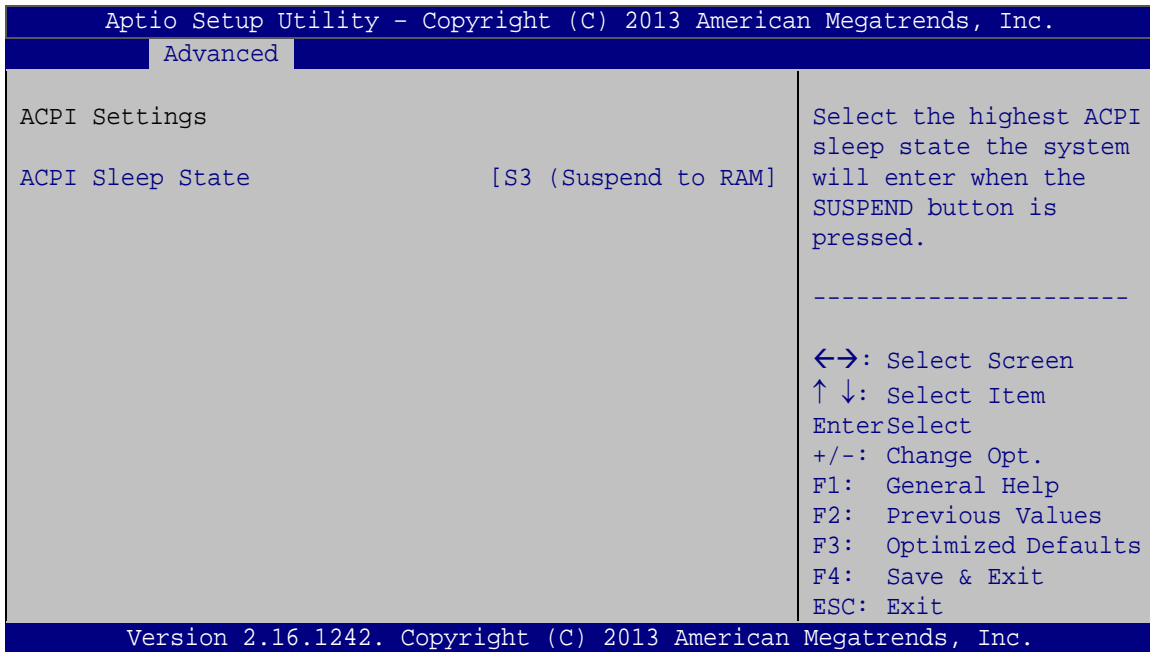 Aptio Setup Utility – Copyright (C) 2013 American Megatrends, Inc.
Advanced
ACPI Settings
ACPI Sleep State [S3 (Suspend to RAM]
Select the highest ACPI
sleep state the system
will enter when the
SUSPEND button is
pressed.
----------------------
←→: Select Screen
↑ ↓: Select Item
EnterSelect
+/-: Change Opt.
F1: General Help
F2: Previous Values
F3: Optimized Defaults
F4: Save & Exit
ESC: Exit
Version 2.16.1242. Copyright (C) 2013 American Megatrends, Inc.